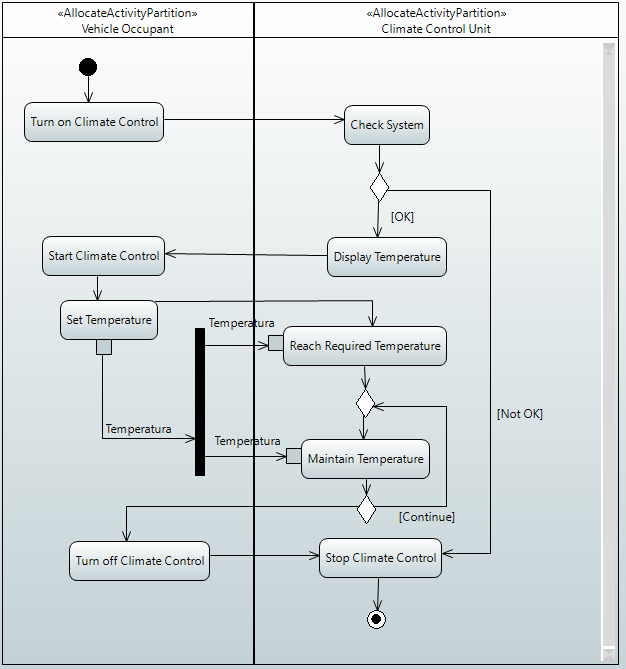 «AllocateActivityPartition»
Vehicle Occupant
«AllocateActivityPartition»
Climate Control Unit
Turn on Climate Control
Check System
[OK]
Start Climate Control
Display Temperature
Set Temperature
Temperatura
Reach Required Temperature
[Not OK]
Temperatura
Temperatura
Maintain Temperature
[Continue]
Turn off Climate Control
Stop Climate Control